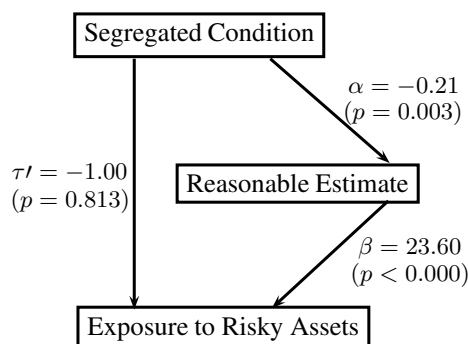 Segregated Condition
α = −0.21
(p = 0.003)
τ′ = −1.00
(p = 0.813)
Reasonable Estimate
β = 23.60
(p < 0.000)
Exposure to Risky Assets